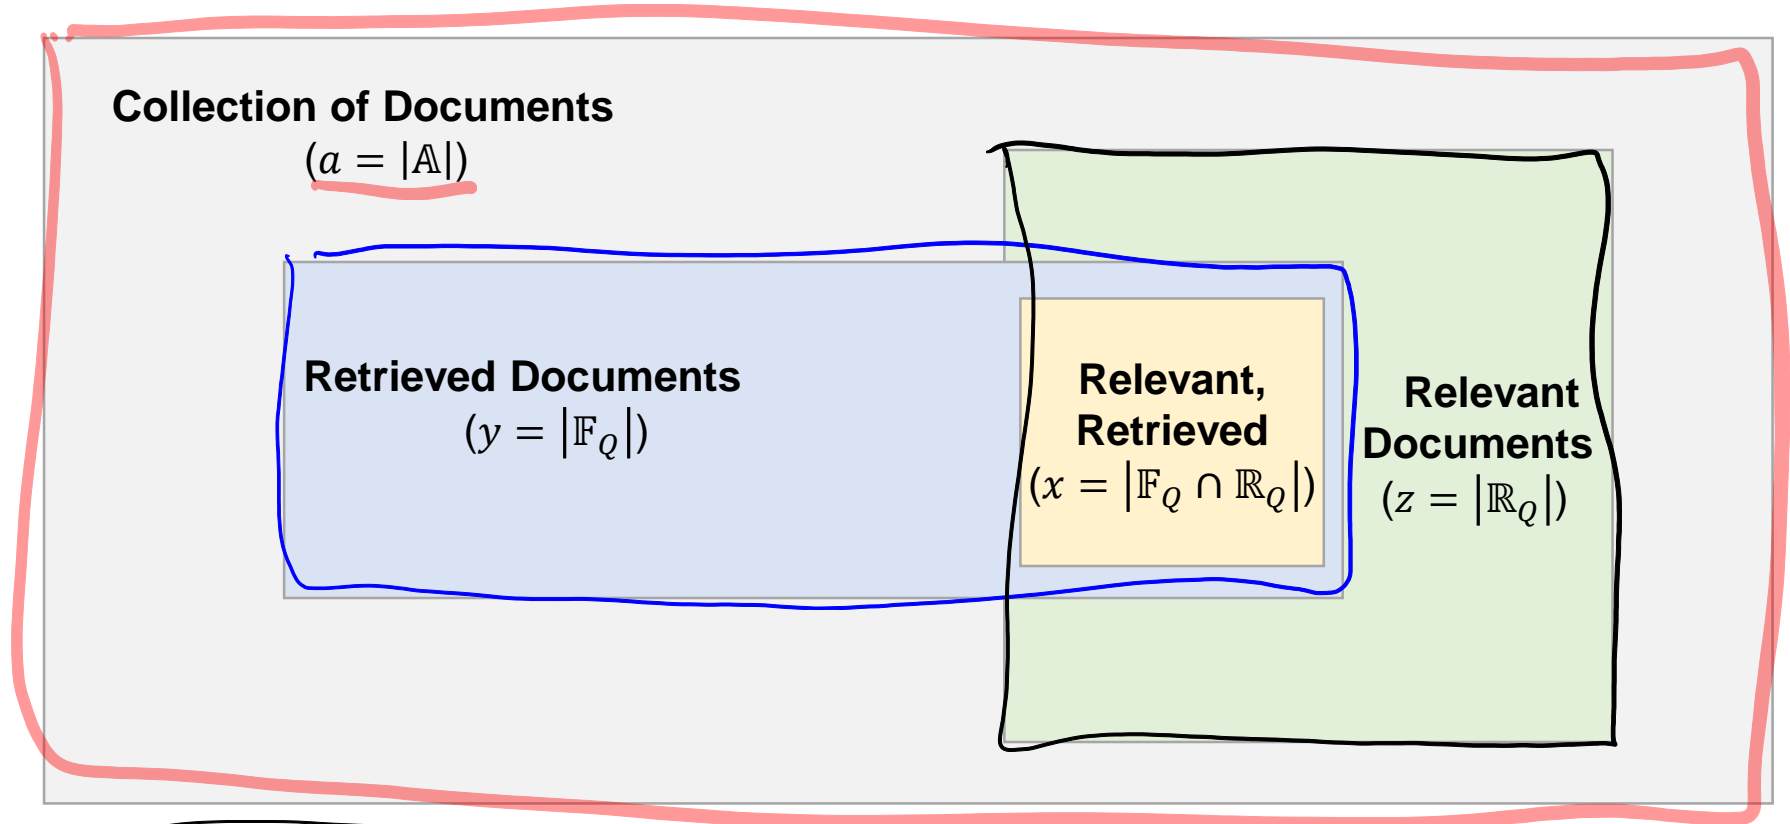 Collection of Documents
(𝑎 = |𝔸|)
Retrieved Documents
(𝑦 = |𝔽_𝑄|)
Relevant,
Retrieved
(𝑥 = |𝔽_𝑄 ∩ ℝ_𝑄|)
Relevant
Documents
(𝑧 = |ℝ_𝑄|)